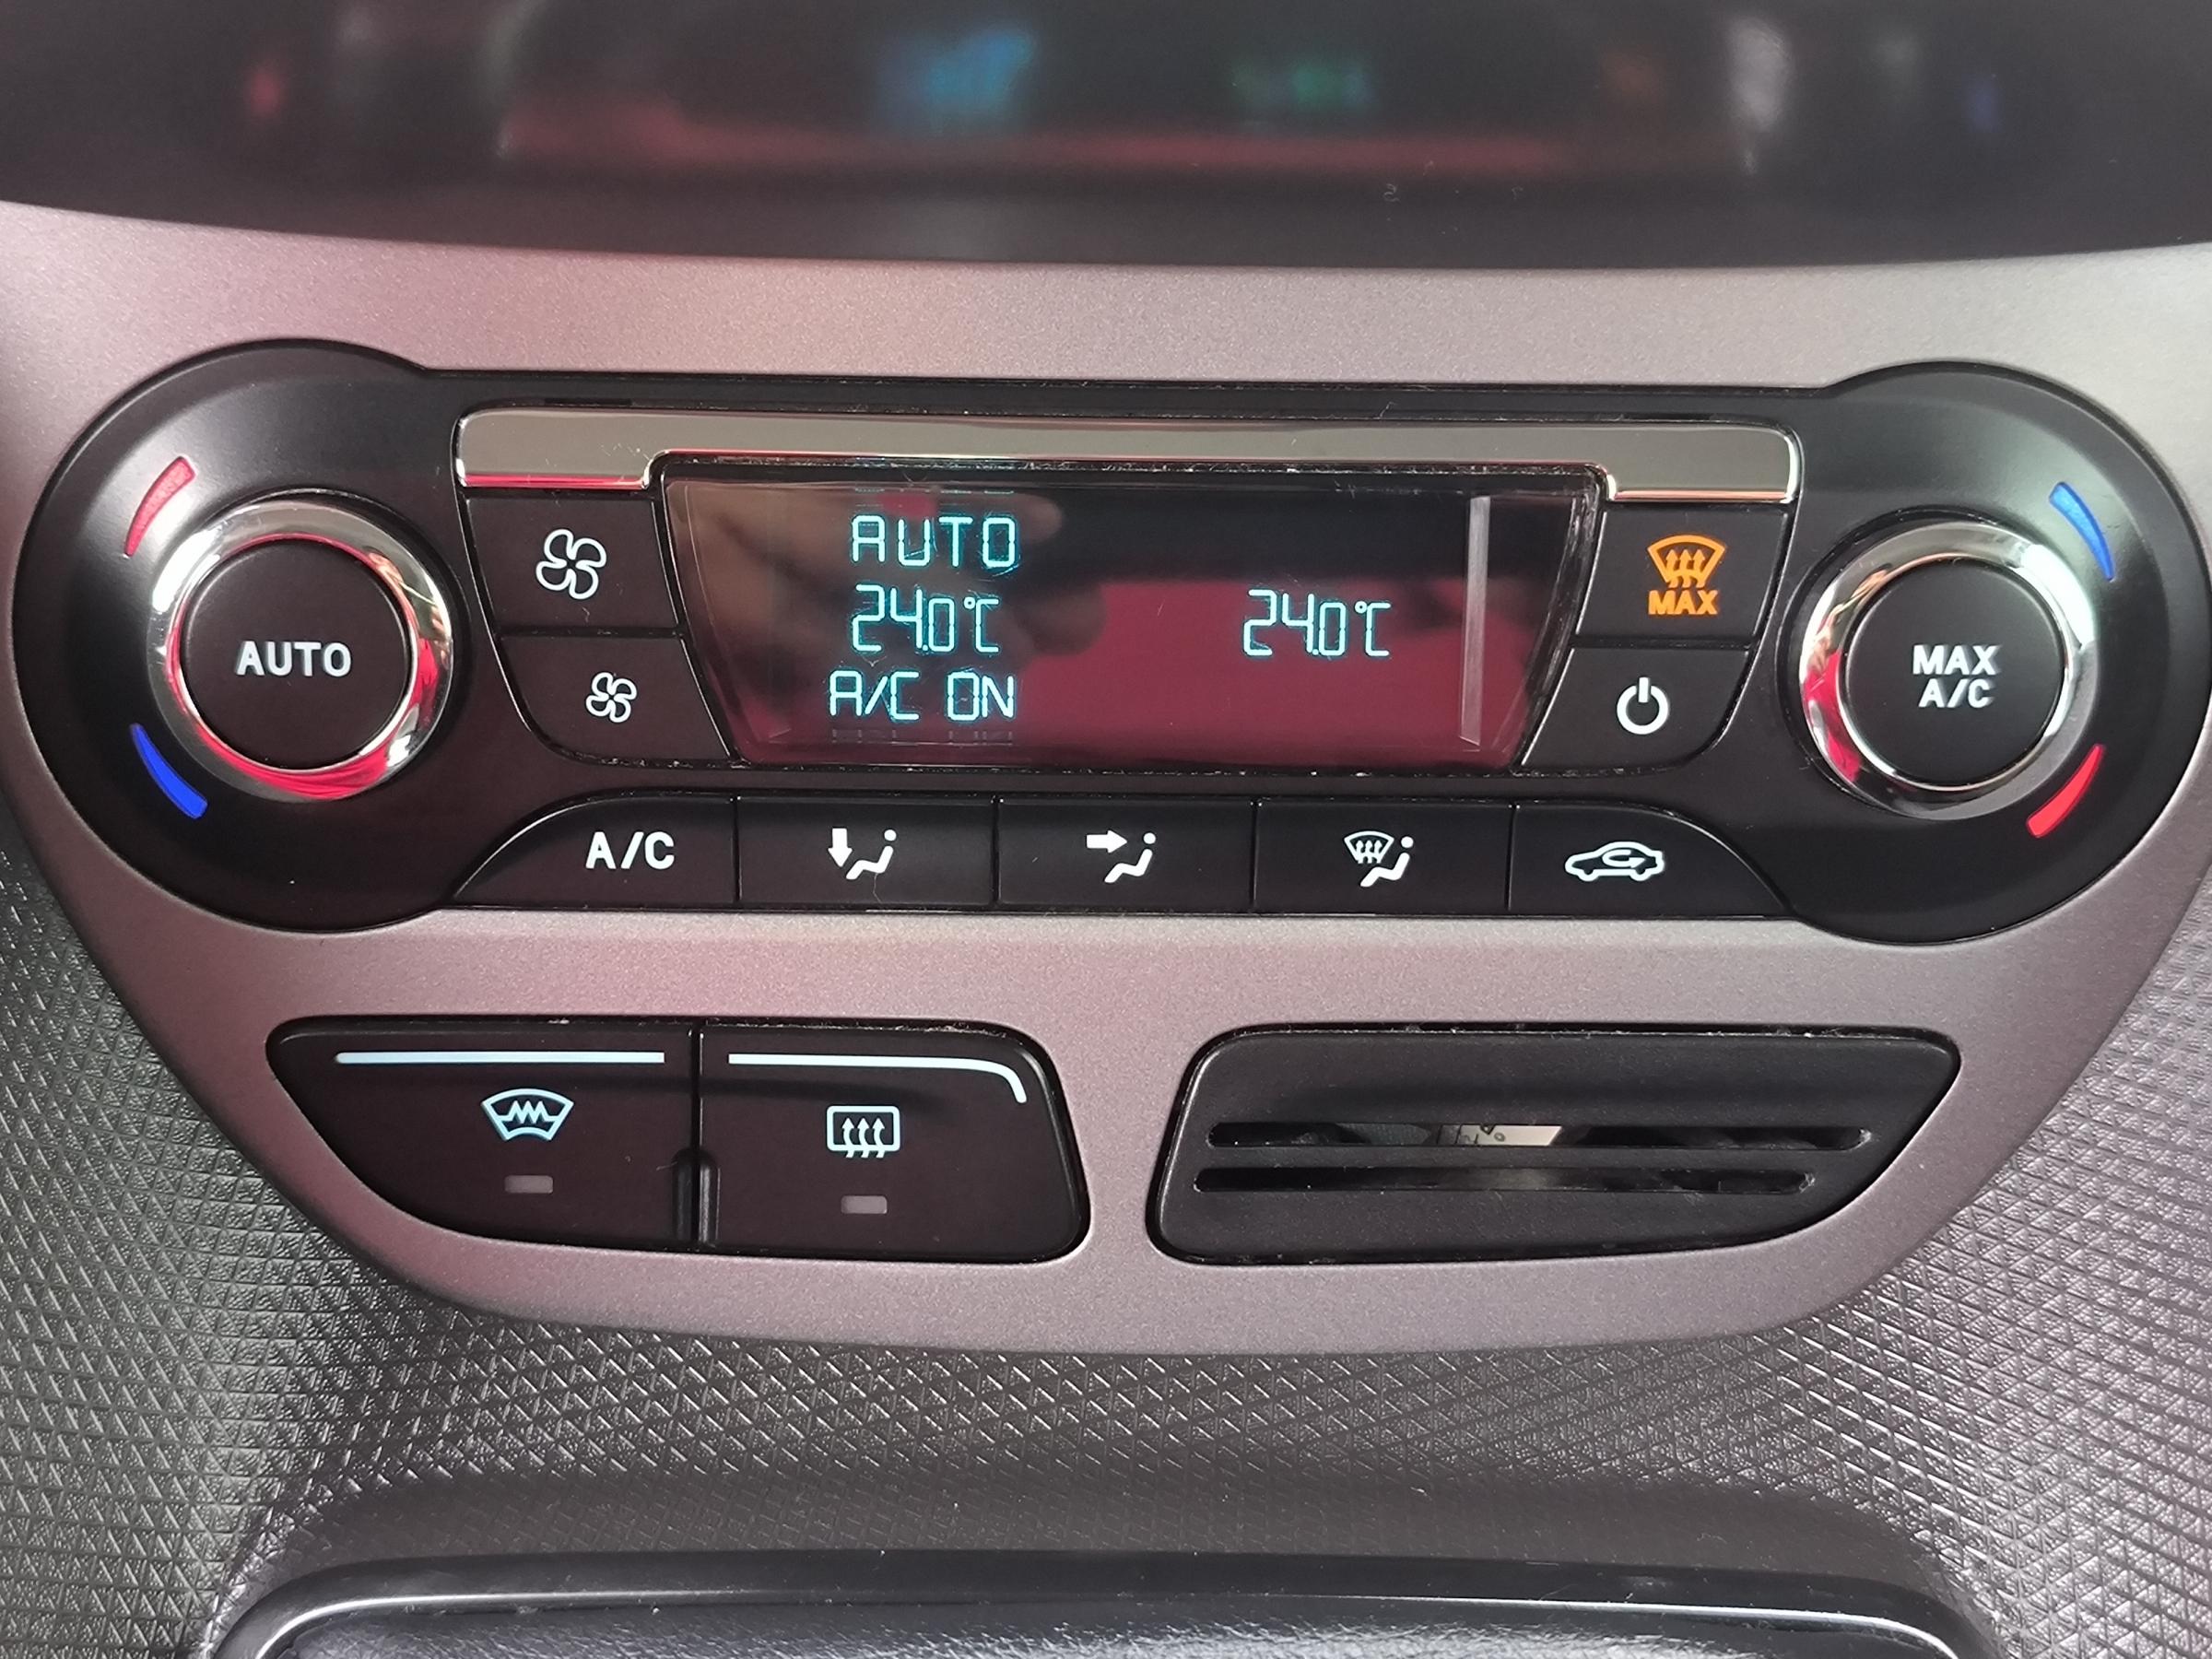 AUTO
24.0°C 24.0°C
A/C ON
MAX
AUTO
MAX
A/C
A/C